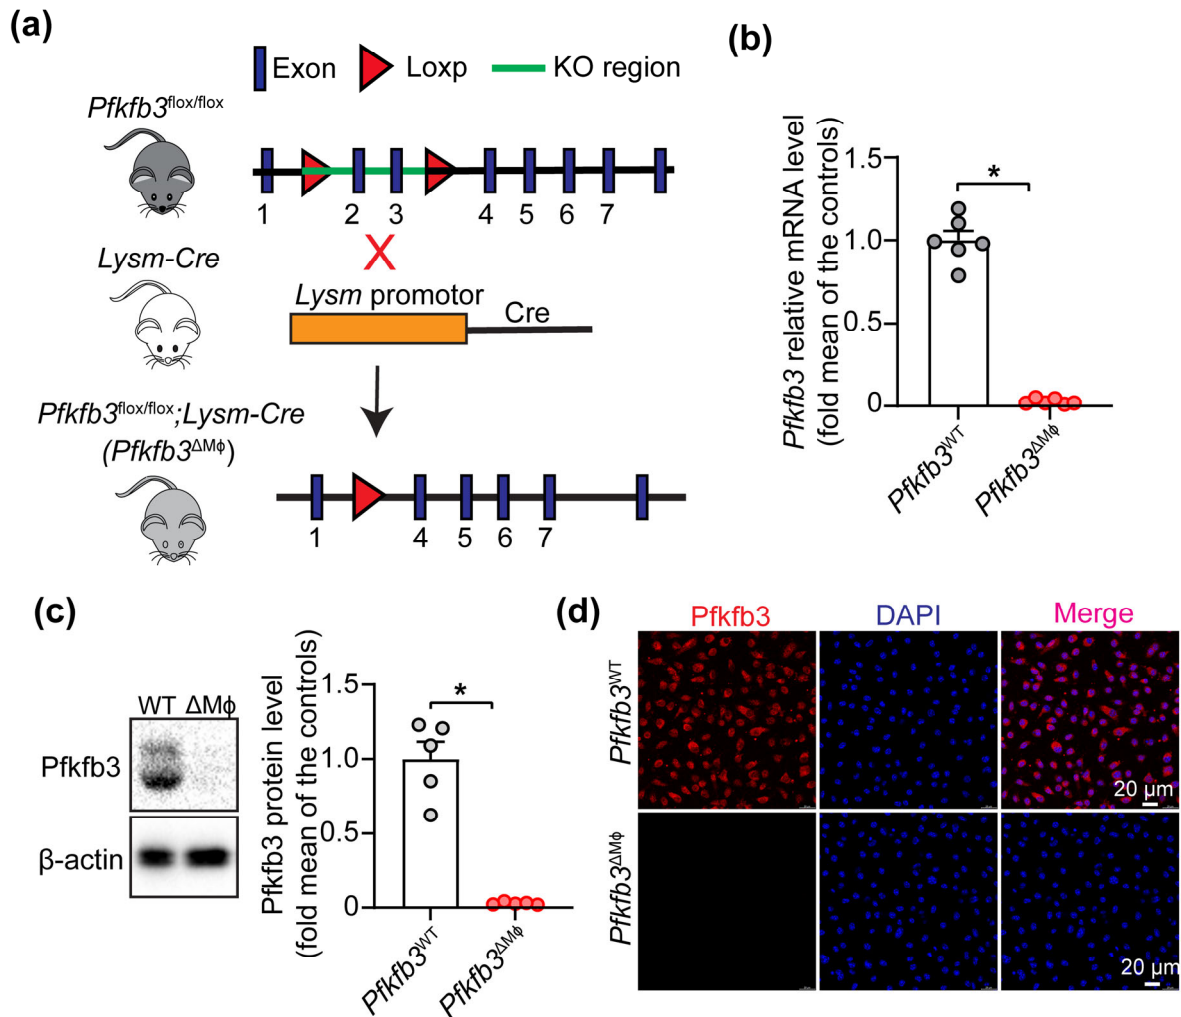 (a)
Exon Loxp KO region
Pfkfb3flox/flox
1 2 3 4 5 6 7
X
Lysm-Cre
Lysm promotor
Cre
Pfkfb3flox/flox;Lysm-Cre
(Pfkfb3ΔMϕ)
1 4 5 6 7
(b)
Pfkfb3 relative mRNA level
(fold mean of the controls)
1.5
1.0
0.5
0
*
Pfkfb3WT
Pfkfb3ΔMϕ
(c)
WT ΔMϕ
Pfkfb3
β-actin
Pfkfb3 protein level
(fold mean of the controls)
1.5
1.0
0.5
0
*
Pfkfb3WT
Pfkfb3ΔMϕ
(d)
Pfkfb3 DAPI Merge
Pfkfb3WT
20 µm
Pfkfb3ΔMϕ
20 µm